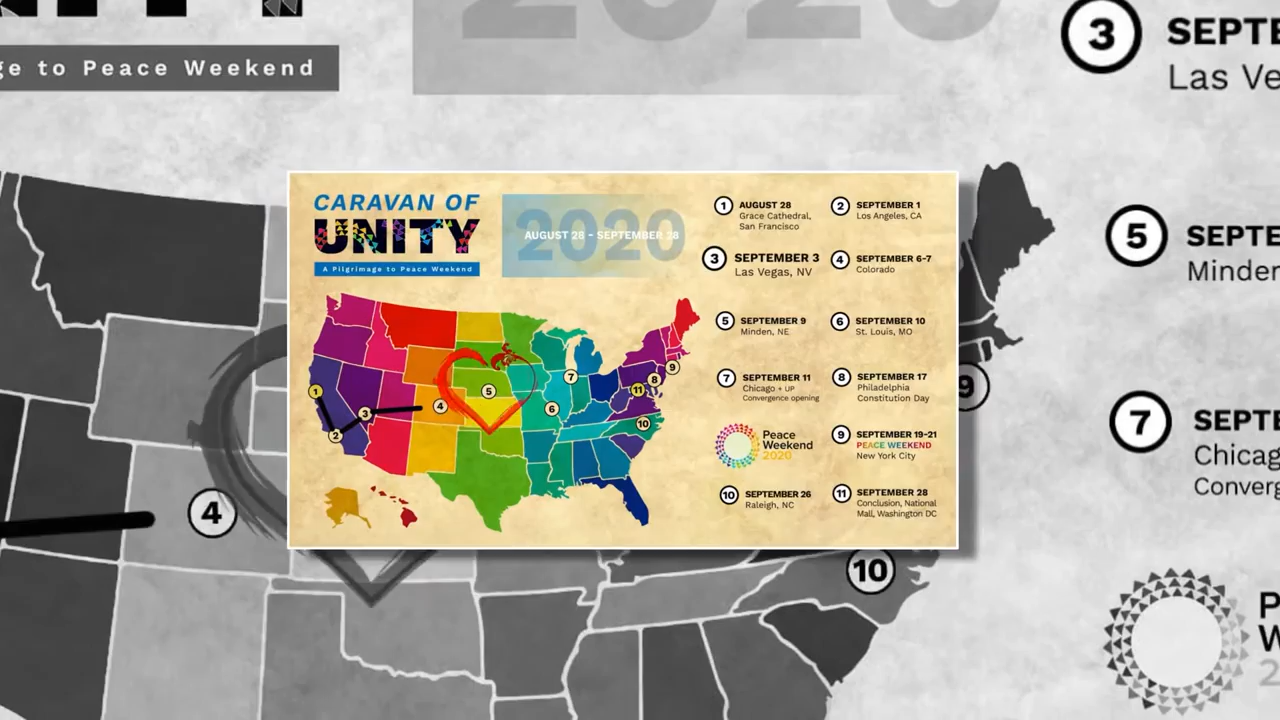 2020
ge to Peace Weekend
3
SEPTE
Las Ve
5
SEPTE
Minden
7
SEPTE
Chicag
Converg
4
9
10
CARAVAN OF
UNITY
A Pilgrimage to Peace Weekend
2020
AUGUST 28 - SEPTEMBER 28
1
AUGUST 28
Grace Cathedral,
San Francisco
2
SEPTEMBER 1
Los Angeles, CA
3
SEPTEMBER 3
Las Vegas, NV
4
SEPTEMBER 6-7
Colorado
5
SEPTEMBER 9
Minden, NE
6
SEPTEMBER 10
St. Louis, MO
7
SEPTEMBER 11
Chicago + UP
Convergence opening
8
SEPTEMBER 17
Philadelphia
Constitution Day
Peace
Weekend
2020
9
SEPTEMBER 19-21
PEACE WEEKEND
New York City
10
SEPTEMBER 26
Raleigh, NC
11
SEPTEMBER 28
Conclusion, National
Mall, Washington DC
1
2
3
4
5
6
7
8
9
10
11
P
W
2